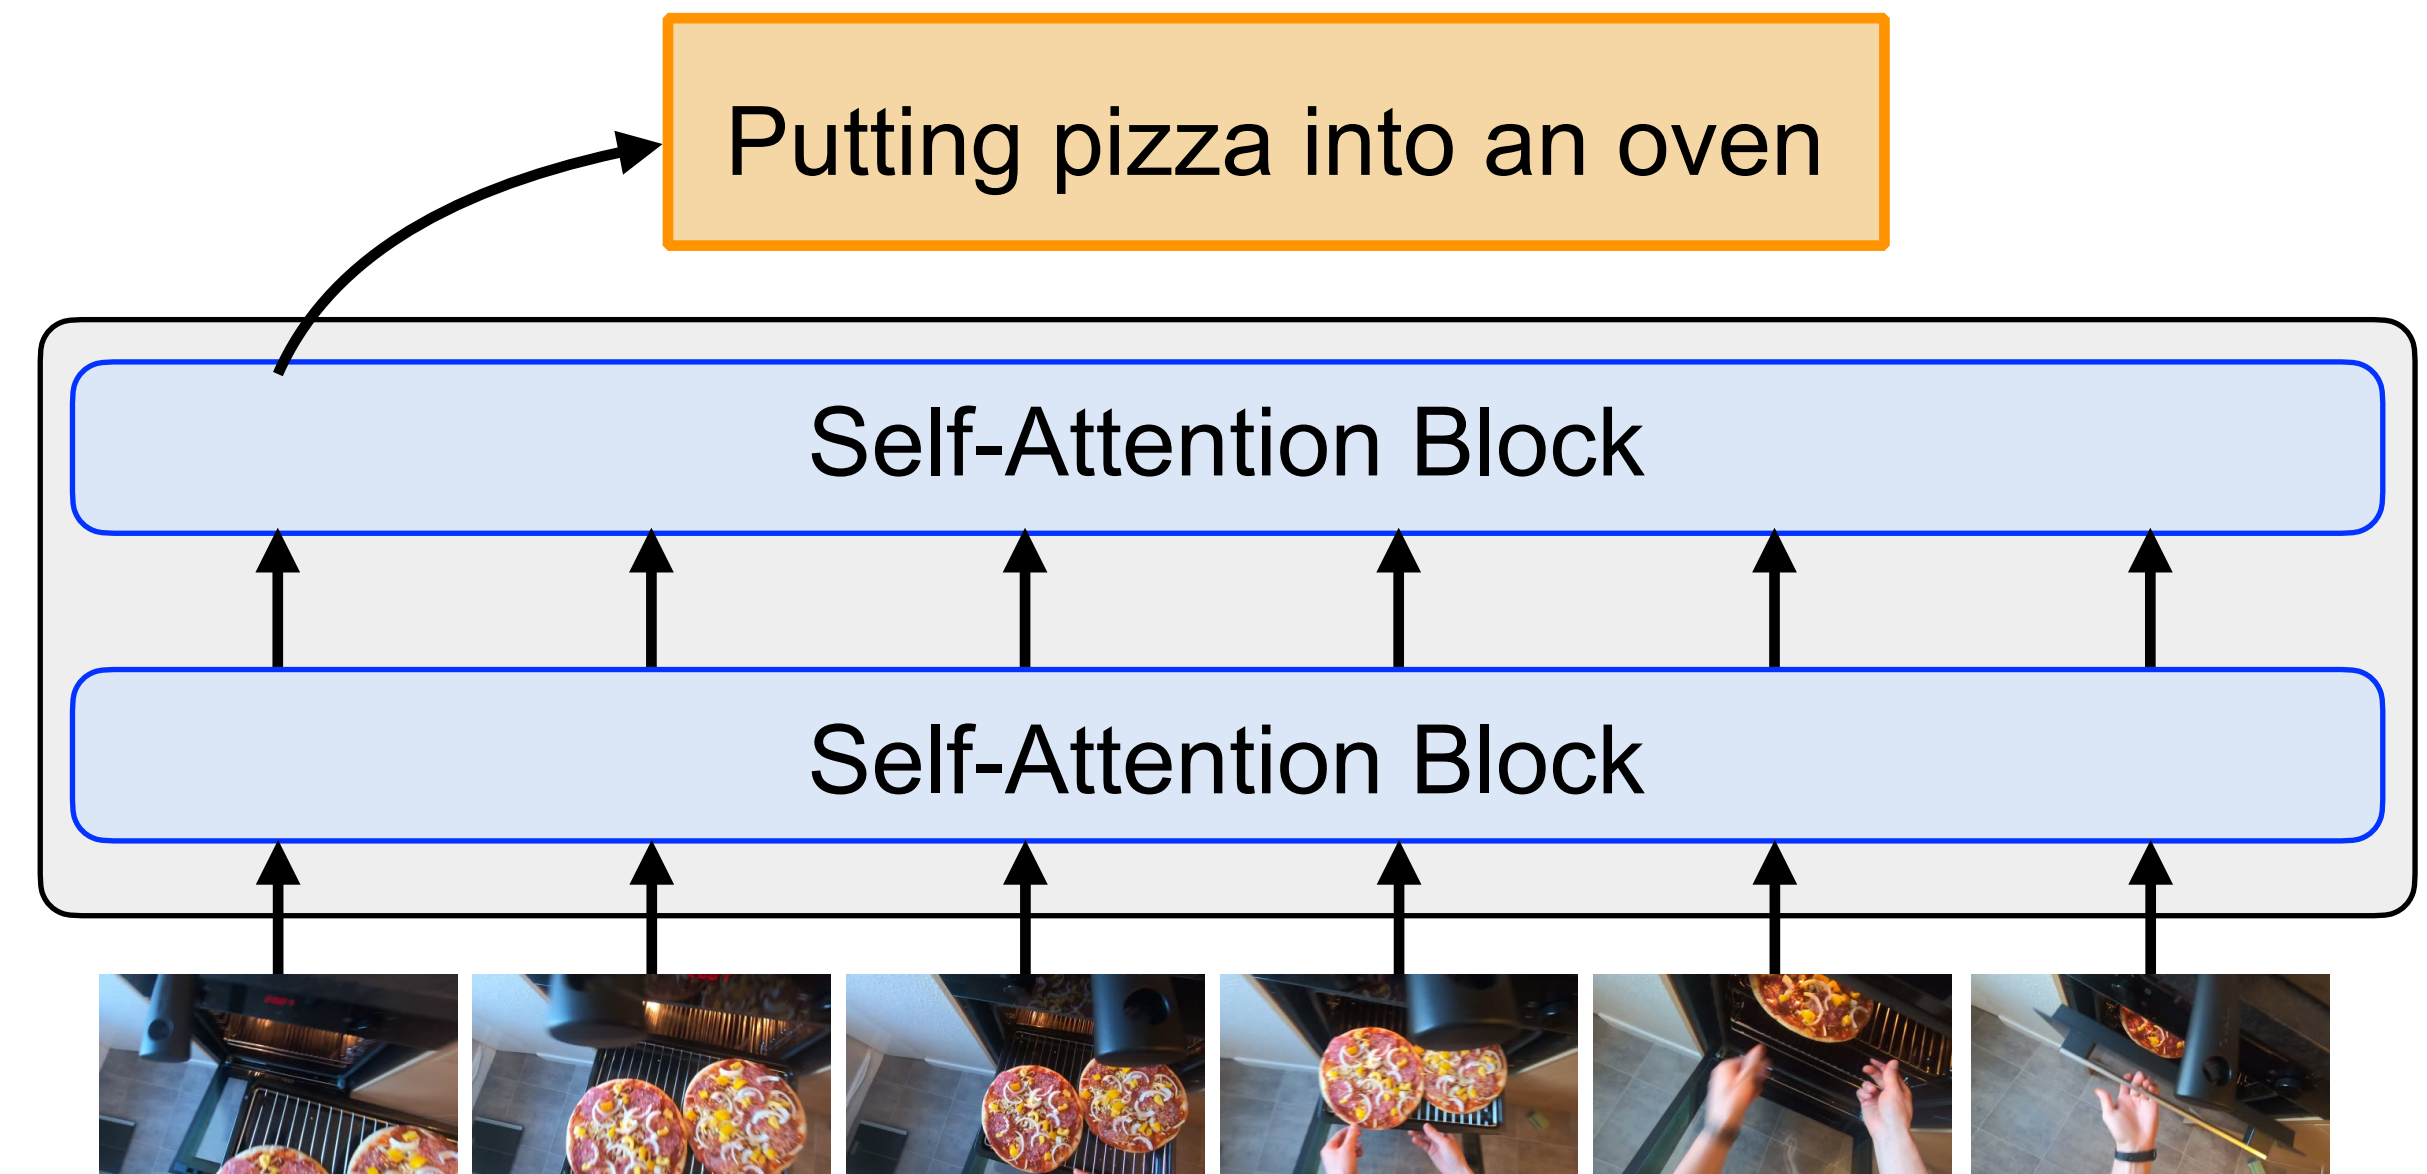 Putting pizza into an oven
Self-Attention Block
Self-Attention Block